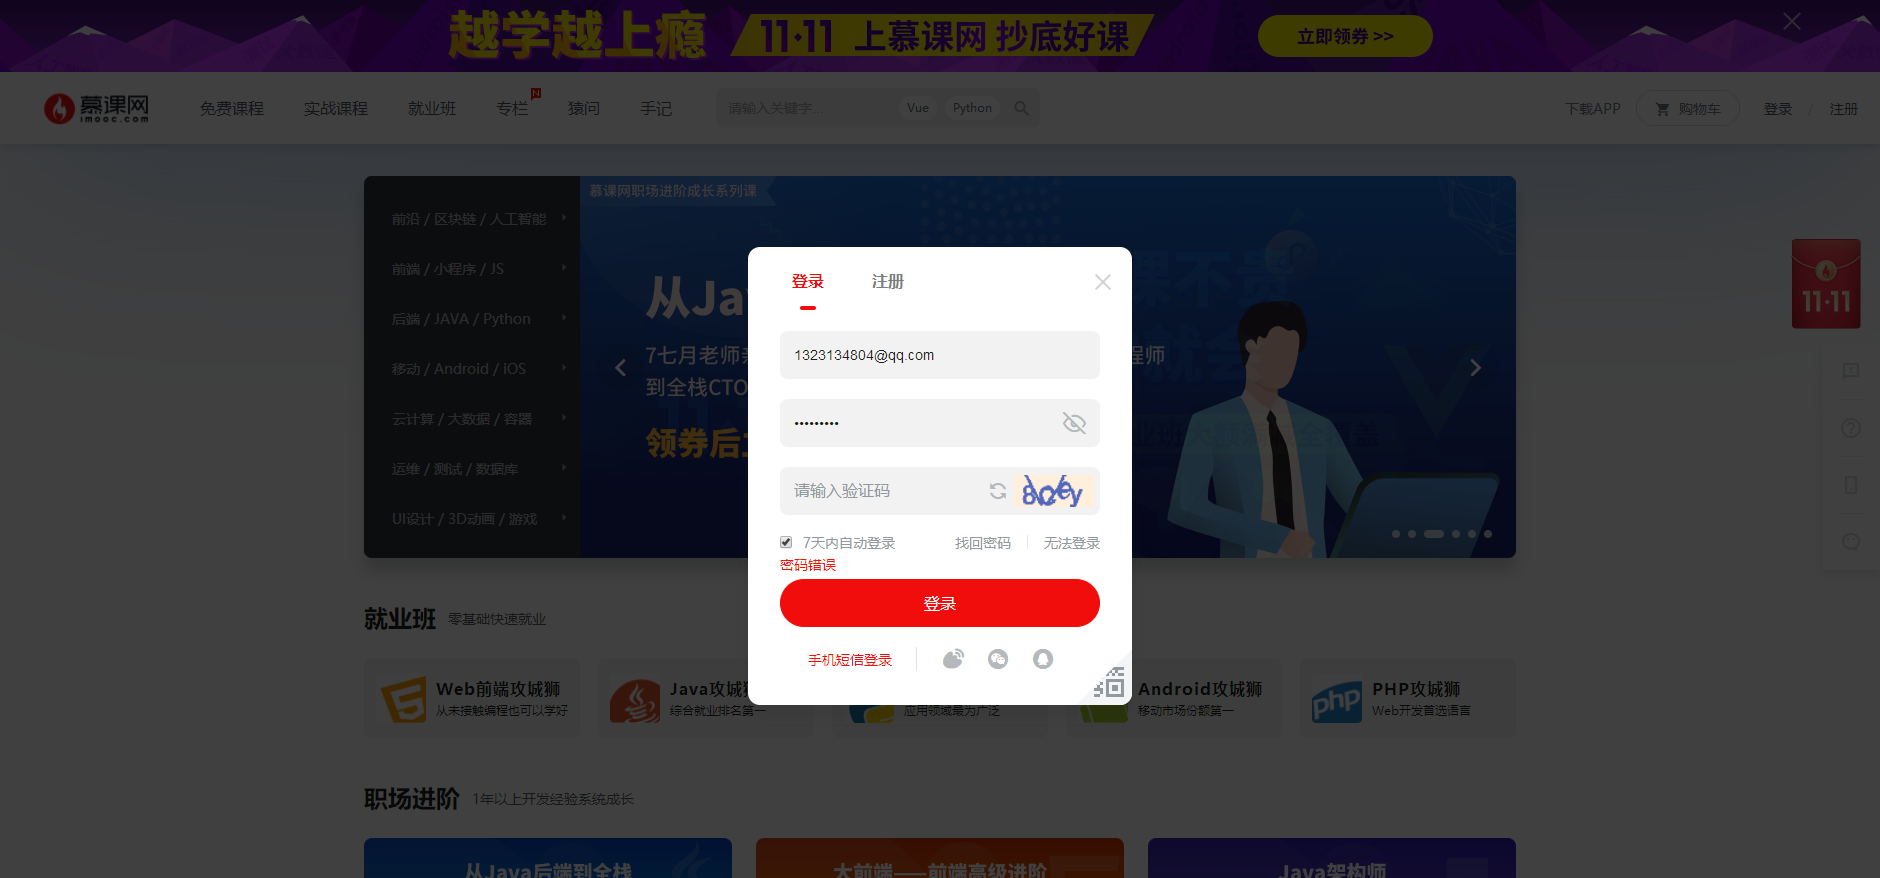 越学越上瘾
11·11 上慕课网 抄底好课
立即领券 >>
慕课网
imooc.com
免费课程
实战课程
就业班
专栏
N
猿问
手记
请输入关键字...
Vue
Python
下载APP
购物车
登录
/
注册
前沿 / 区块链 / 人工智能
前端 / 小程序 / JS
后端 / JAVA / Python
移动 / Android / iOS
云计算 / 大数据 / 容器
运维 / 测试 / 数据库
UI设计 / 3D动画 / 游戏
慕课网职场进阶成长系列课
从Ja
7七月老师
程师
到全栈CTO
领券后
11·11
登录
注册
1323134804@qq.com
•••••••••
请输入验证码
7天内自动登录
找回密码
无法登录
密码错误
登录
手机短信登录
就业班
零基础快速就业
Web前端攻城狮
从未接触编程也可以学好
Java攻城
综合就业排名第一
应用领域最为广泛
Android攻城狮
移动市场份额第一
php
PHP攻城狮
Web开发首选语言
职场进阶
1年以上开发经验系统成长
从Java后端到全栈
大前端——前端高级进阶
Java架构师